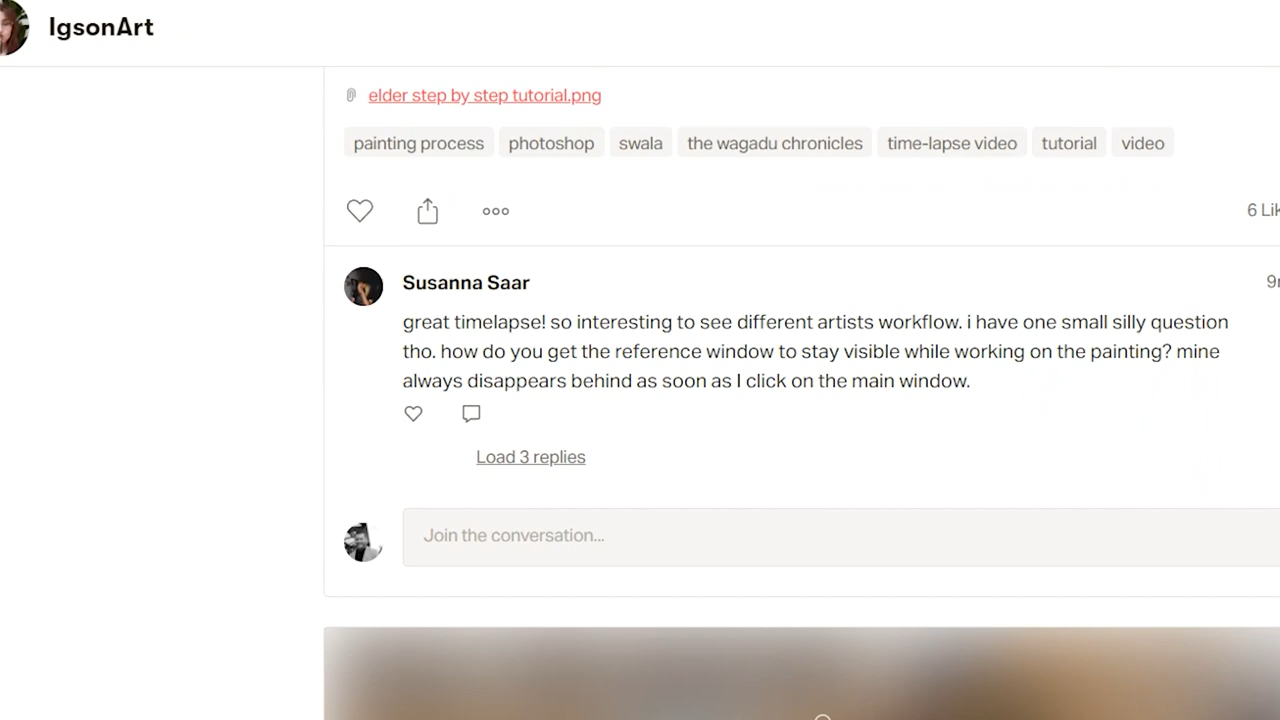 IgsonArt
elder step by step tutorial.png
painting process photoshop swala the wagadu chronicles time-lapse video tutorial video
6
Susanna Saar
great timelapse! so interesting to see different artists workflow. i have one small silly question
tho. how do you get the reference window to stay visible while working on the painting? mine
always disappears behind as soon as I click on the main window.
Load 3 replies
Join the conversation...